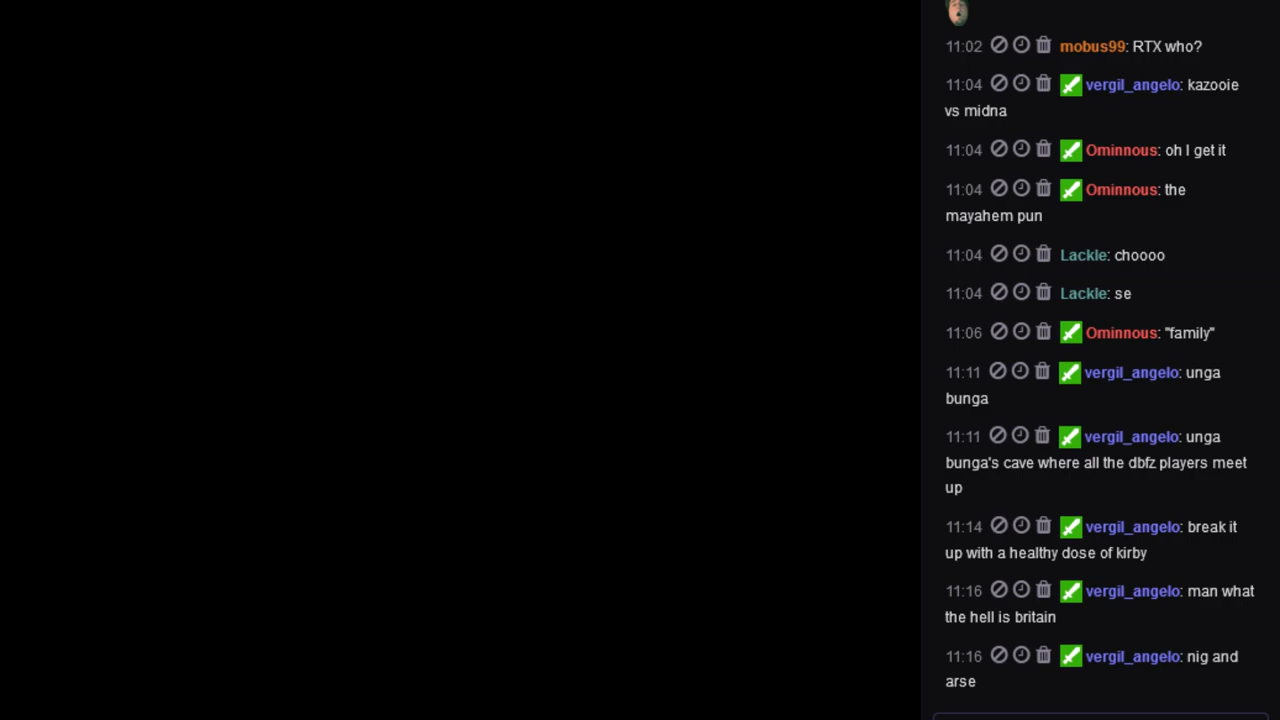 11:02 mobus99: RTX who?
11:04 vergil_angelo: kazooie
vs midna
11:04 Ominnous: oh I get it
11:04 Ominnous: the
mayahem pun
11:04 Lackle: choooo
11:04 Lackle: se
11:06 Ominnous: "family"
11:11 vergil_angelo: unga
bunga
11:11 vergil_angelo: unga
bunga's cave where all the dbfz players meet
up
11:14 vergil_angelo: break it
up with a healthy dose of kirby
11:16 vergil_angelo: man what
the hell is britain
11:16 vergil_angelo: nig and
arse